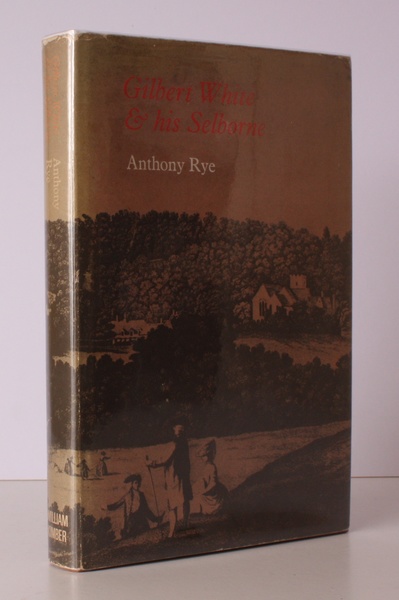 Gilbert White
& his Selborne
Anthony Rye
Anthony
Rye
WILLIAM
KIMBER